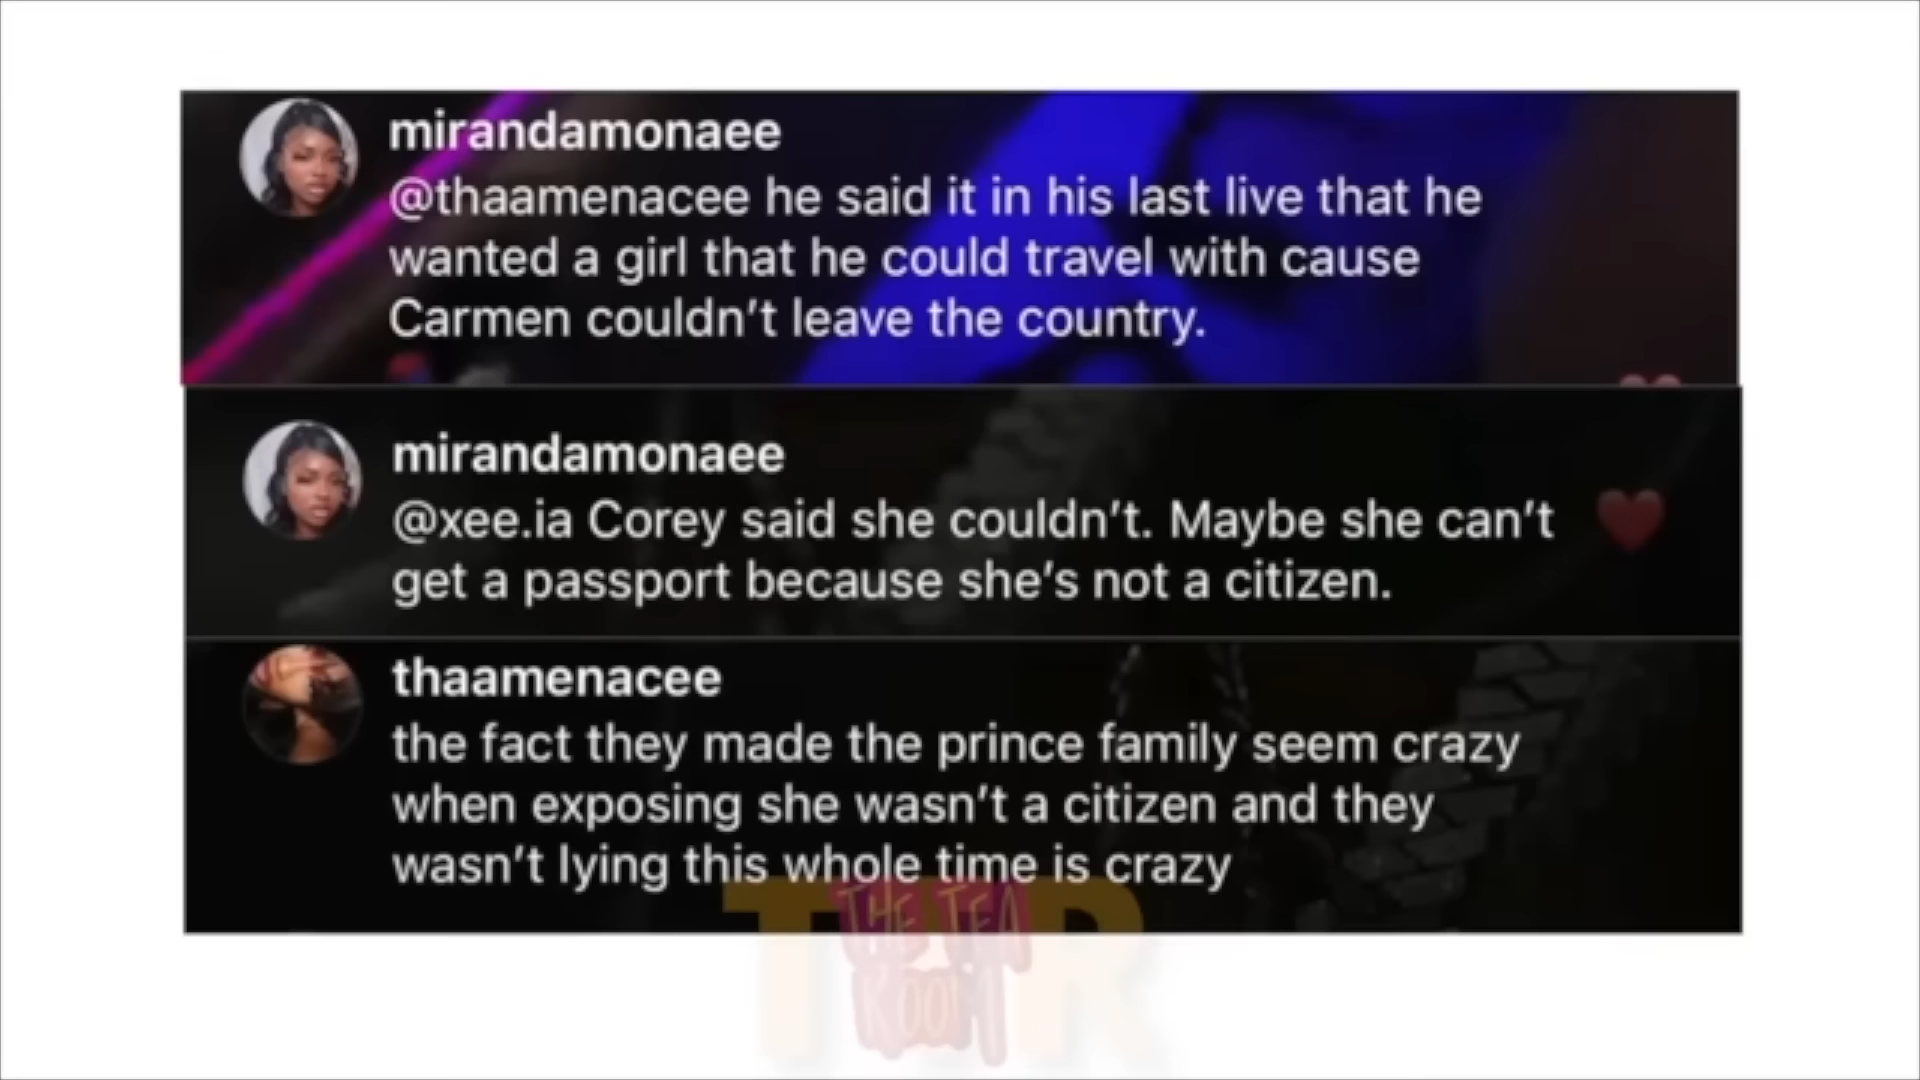 mirandamonaee
@thaamenacee he said it in his last live that he
wanted a girl that he could travel with cause
Carmen couldn't leave the country.
mirandamonaee
@xee.ia Corey said she couldn't. Maybe she can't
get a passport because she's not a citizen.
thaamenacee
the fact they made the prince family seem crazy
when exposing she wasn't a citizen and they
wasn't lying this whole time is crazy
THE TEA
ROOM